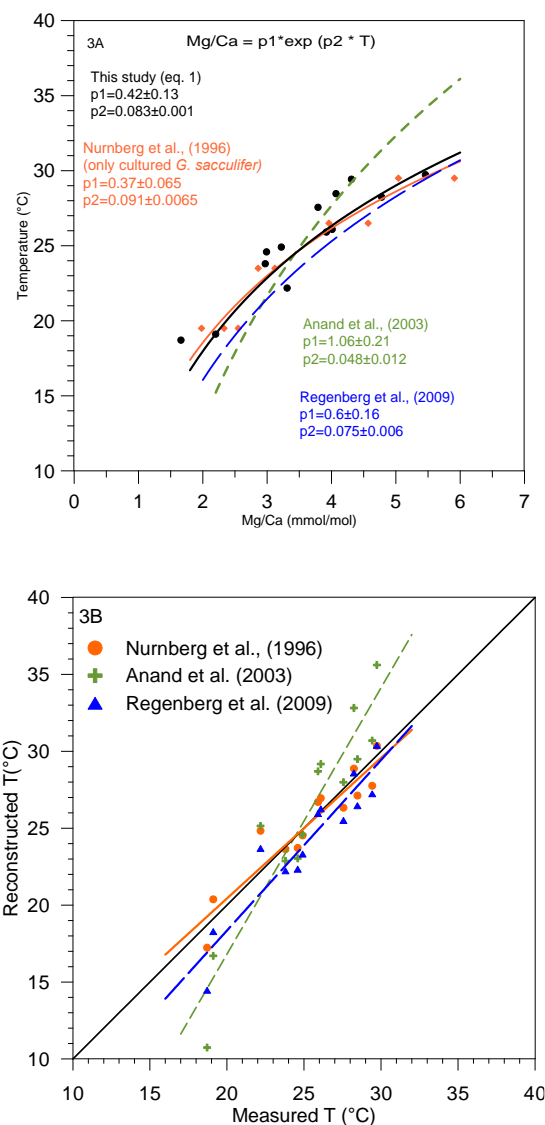 40
3A
Mg/Ca = p1*exp (p2 * T)
This study (eq. 1)
p1=0.42±0.13
p2=0.083±0.001
35
Nurnberg et al., (1996)
(only cultured G. sacculifer)
p1=0.37±0.065
p2=0.091±0.0065
30
Temperature (°C)
25
20
Anand et al., (2003)
p1=1.06±0.21
p2=0.048±0.012
15
Regenberg et al., (2009)
p1=0.6±0.16
p2=0.075±0.006
10
0 1 2 3 4 5 6 7
Mg/Ca (mmol/mol)
40
3B
Nurnberg et al., (1996)
Anand et al. (2003)
Regenberg et al. (2009)
35
30
Reconstructed T(°C)
25
20
15
10
10 15 20 25 30 35 40
Measured T (°C)